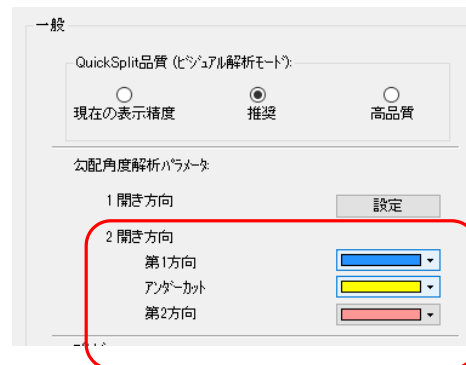 一般
QuickSplit品質 (ﾋﾞｼﾞｭｱﾙ解析ﾓｰﾄﾞ):
現在の表示精度 推奨 高品質
勾配角度解析ﾊﾟﾗﾒｰﾀ:
1 開き方向 設定
2 開き方向
第1方向
ｱﾝﾀﾞｰｶｯﾄ
第2方向